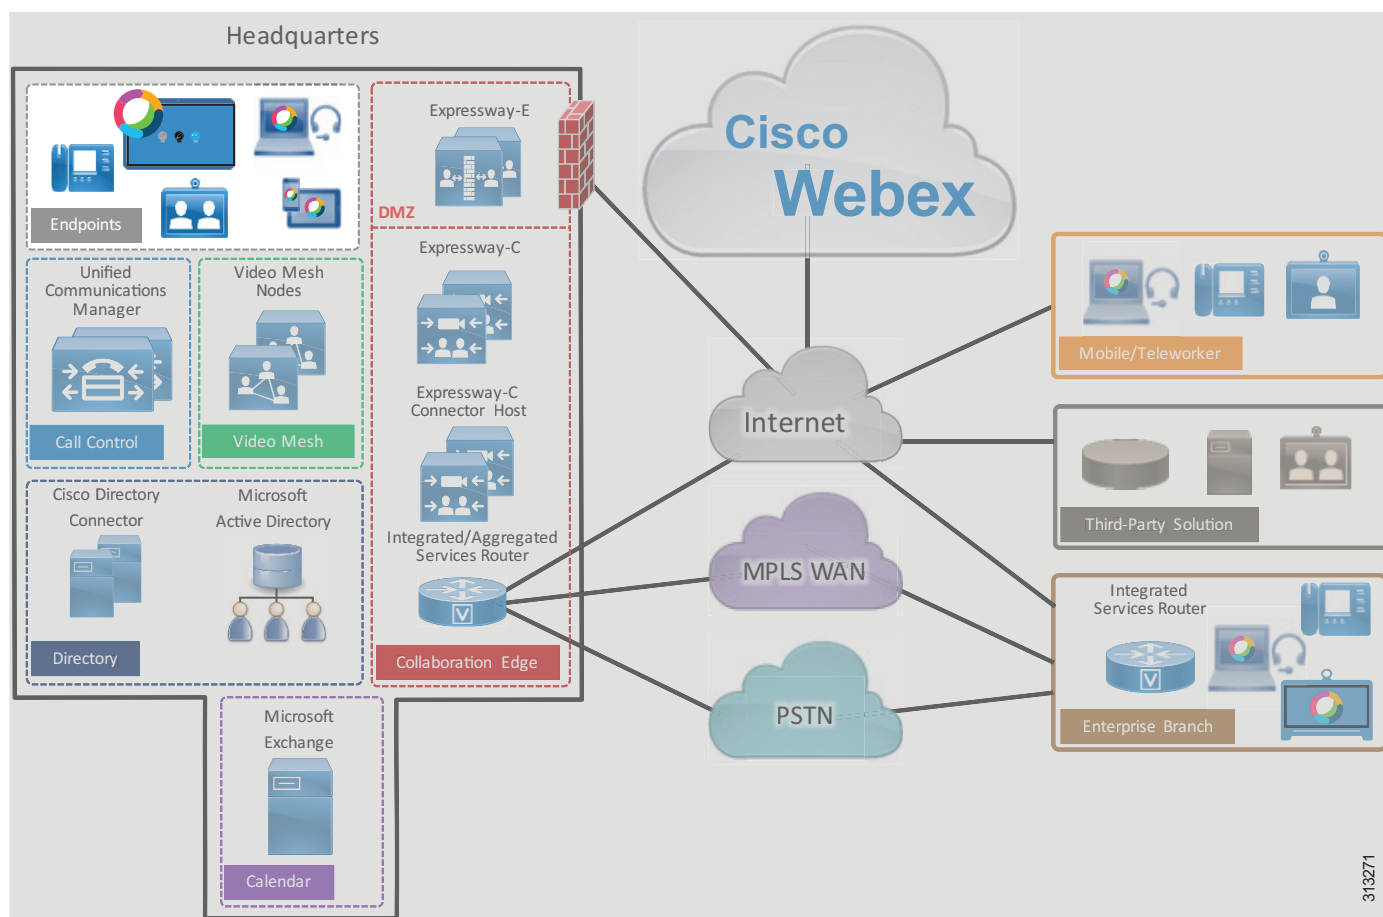 Headquarters
Expressway-E
DMZ
Endpoints
Unified
Communications
Manager
Call Control
Video Mesh
Nodes
Video Mesh
Expressway-C
Expressway-C
Connector Host
Integrated/Aggregated
Services Router
V
Collaboration Edge
Cisco Directory
Connector
Microsoft
Active Directory
Directory
Microsoft
Exchange
Calendar
Cisco
Webex
Internet
MPLS WAN
PSTN
Mobile/Teleworker
Third-Party Solution
Integrated
Services Router
V
Enterprise Branch
313271